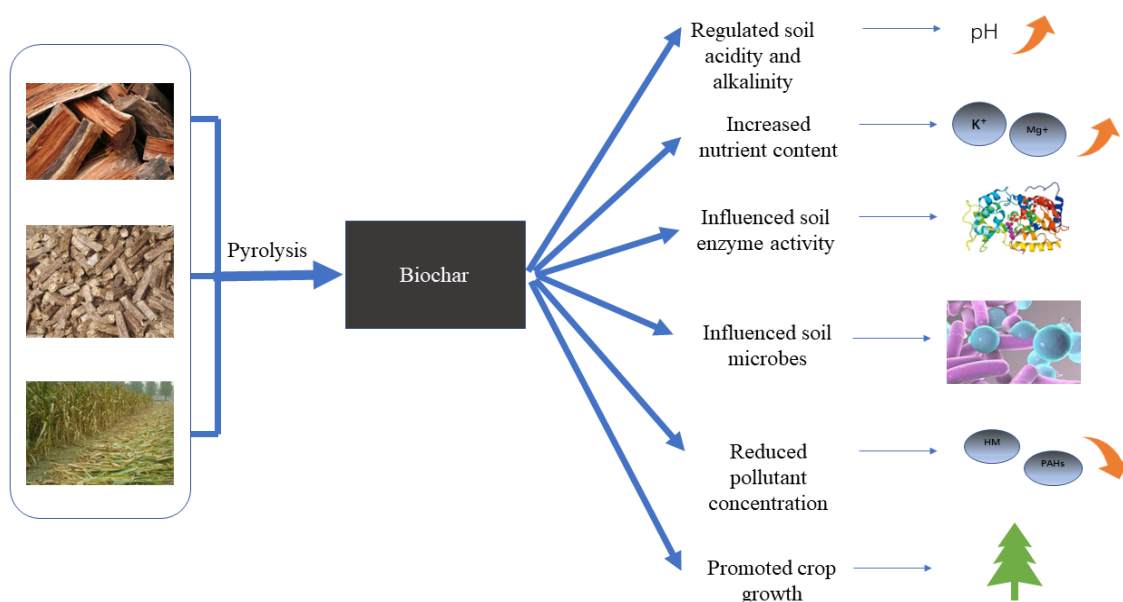 Pyrolysis
Biochar
Regulated soil
acidity and
alkalinity
pH
Increased
nutrient content
K⁺
Mg+
Influenced soil
enzyme activity
Influenced soil
microbes
Reduced
pollutant
concentration
HM
PAHs
Promoted crop
growth